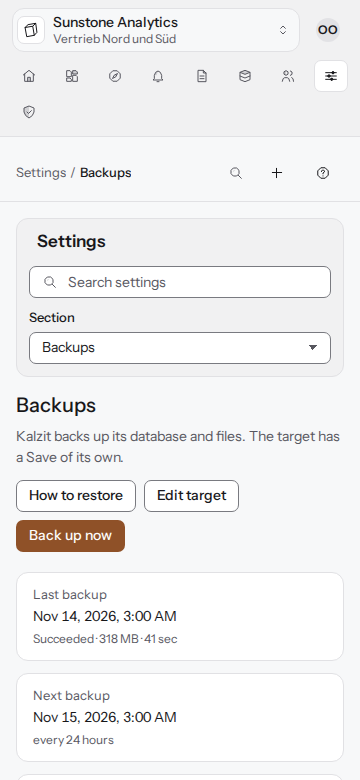 Sunstone Analytics
Vertrieb Nord und Süd
OO
Settings / Backups
Settings
Search settings
Section
Backups
Backups
Kalzit backs up its database and files. The target has
a Save of its own.
How to restore
Edit target
Back up now
Last backup
Nov 14, 2026, 3:00 AM
Succeeded · 318 MB · 41 sec
Next backup
Nov 15, 2026, 3:00 AM
every 24 hours